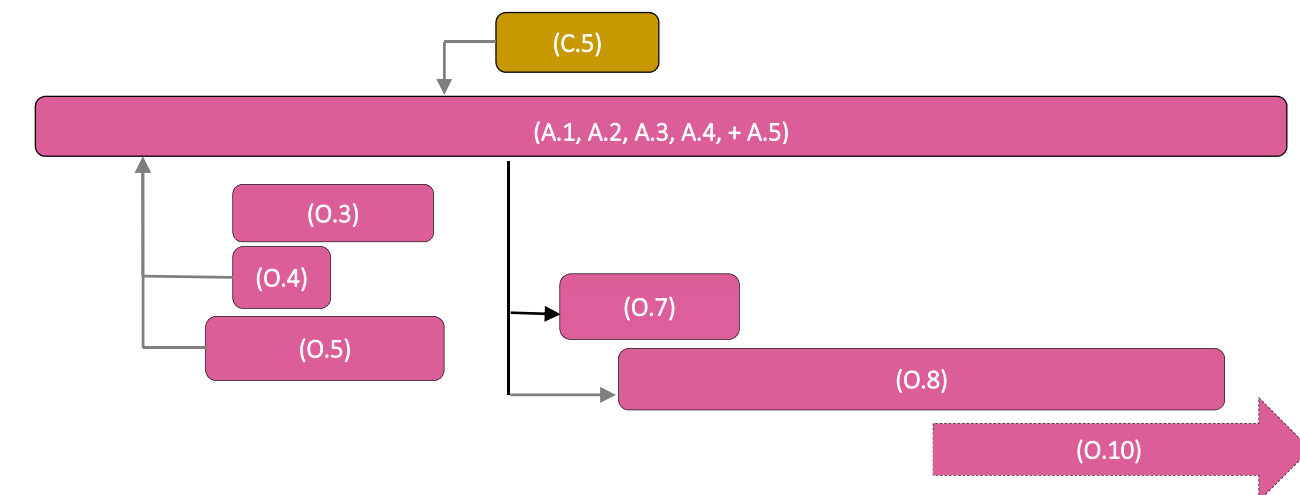 (C.5)
(A.1, A.2, A.3, A.4, + A.5)
(O.3)
(O.4)
(O.5)
(O.7)
(O.8)
(O.10)